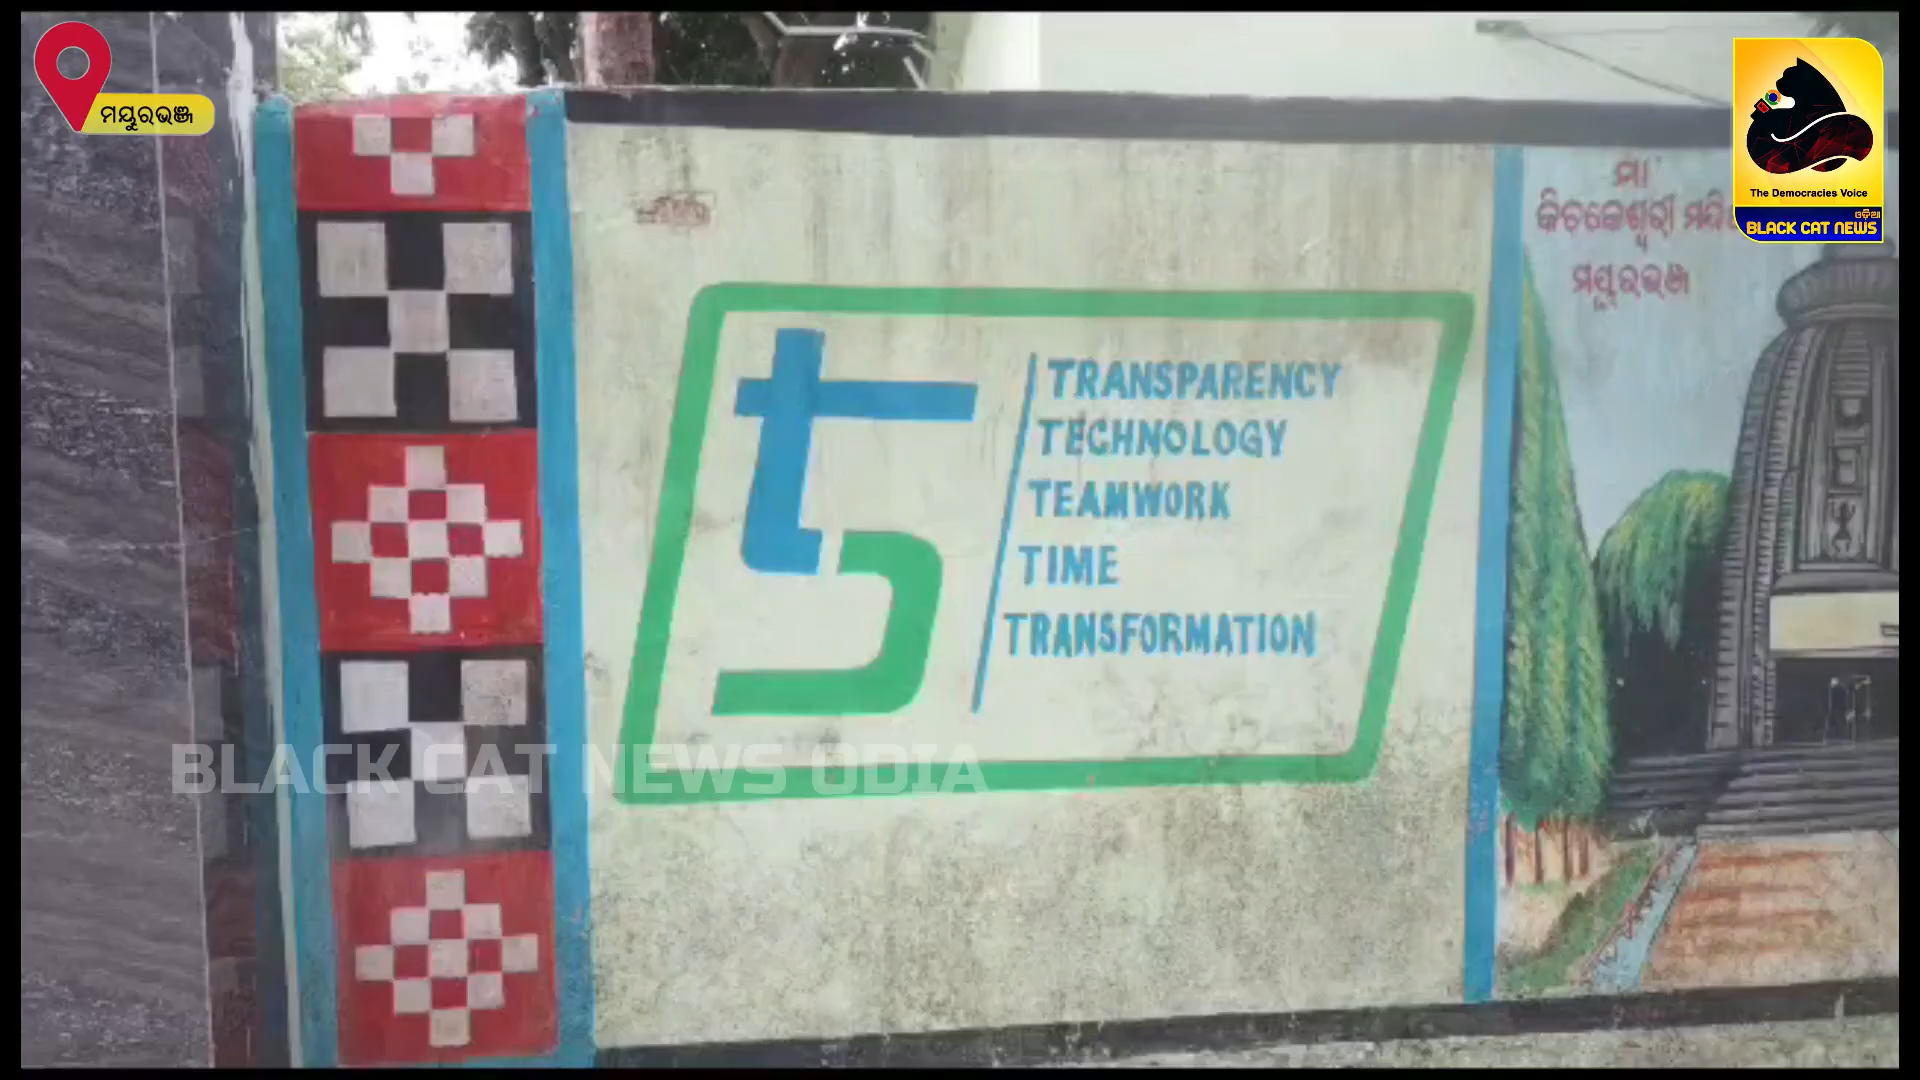 ମୟୁରଭଞ୍ଜ
The Democracies Voice
ଓଡ଼ିଆ
BLACK CAT NEWS
TRANSPARENCY
TECHNOLOGY
TEAMWORK
TIME
TRANSFORMATION
t5
ମା'
କିଚକେଶ୍ୱରୀ
ମୟୂରଭଞ୍ଜ
BLACK CAT NEWS ODIA